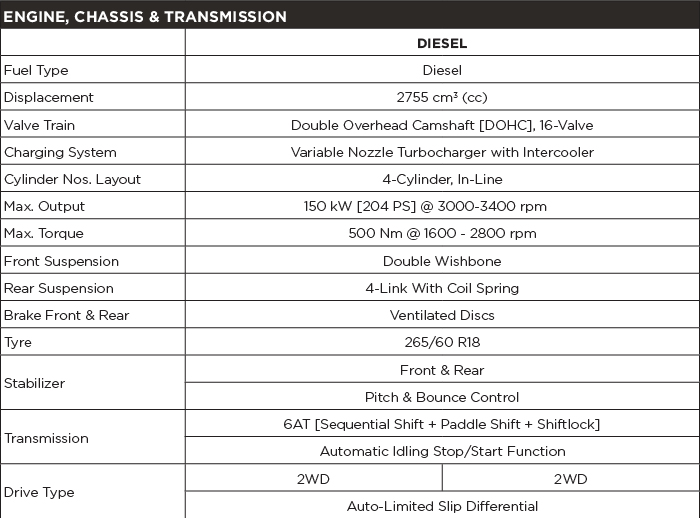 ENGINE, CHASSIS & TRANSMISSION
DIESEL
Fuel Type Diesel
Displacement 2755 cm³ (cc)
Valve Train Double Overhead Camshaft [DOHC], 16-Valve
Charging System Variable Nozzle Turbocharger with Intercooler
Cylinder Nos. Layout 4-Cylinder, In-Line
Max. Output 150 kW [204 PS] @ 3000-3400 rpm
Max. Torque 500 Nm @ 1600 - 2800 rpm
Front Suspension Double Wishbone
Rear Suspension 4-Link With Coil Spring
Brake Front & Rear Ventilated Discs
Tyre 265/60 R18
Stabilizer Front & Rear
Pitch & Bounce Control
Transmission 6AT [Sequential Shift + Paddle Shift + Shiftlock]
Automatic Idling Stop/Start Function
Drive Type 2WD 2WD
Auto-Limited Slip Differential